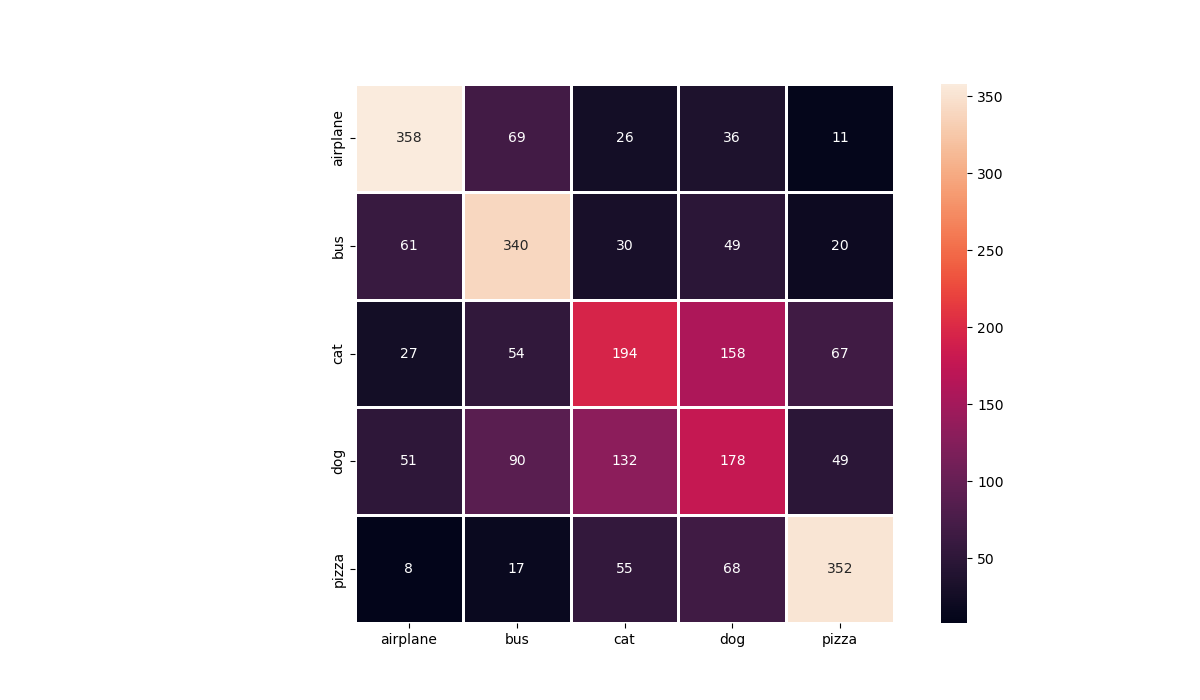 airplane 358 69 26 36 11
bus 61 340 30 49 20
cat 27 54 194 158 67
dog 51 90 132 178 49
pizza 8 17 55 68 352
airplane bus cat dog pizza
350
300
250
200
150
100
50